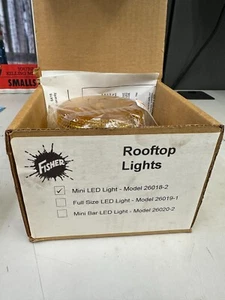 SMALLS
FISHER
Rooftop
Lights
Mini LED Light - Model 26018-2
Full Size LED Light - Model 26019-1
Mini Bar LED Light - Model 26020-2